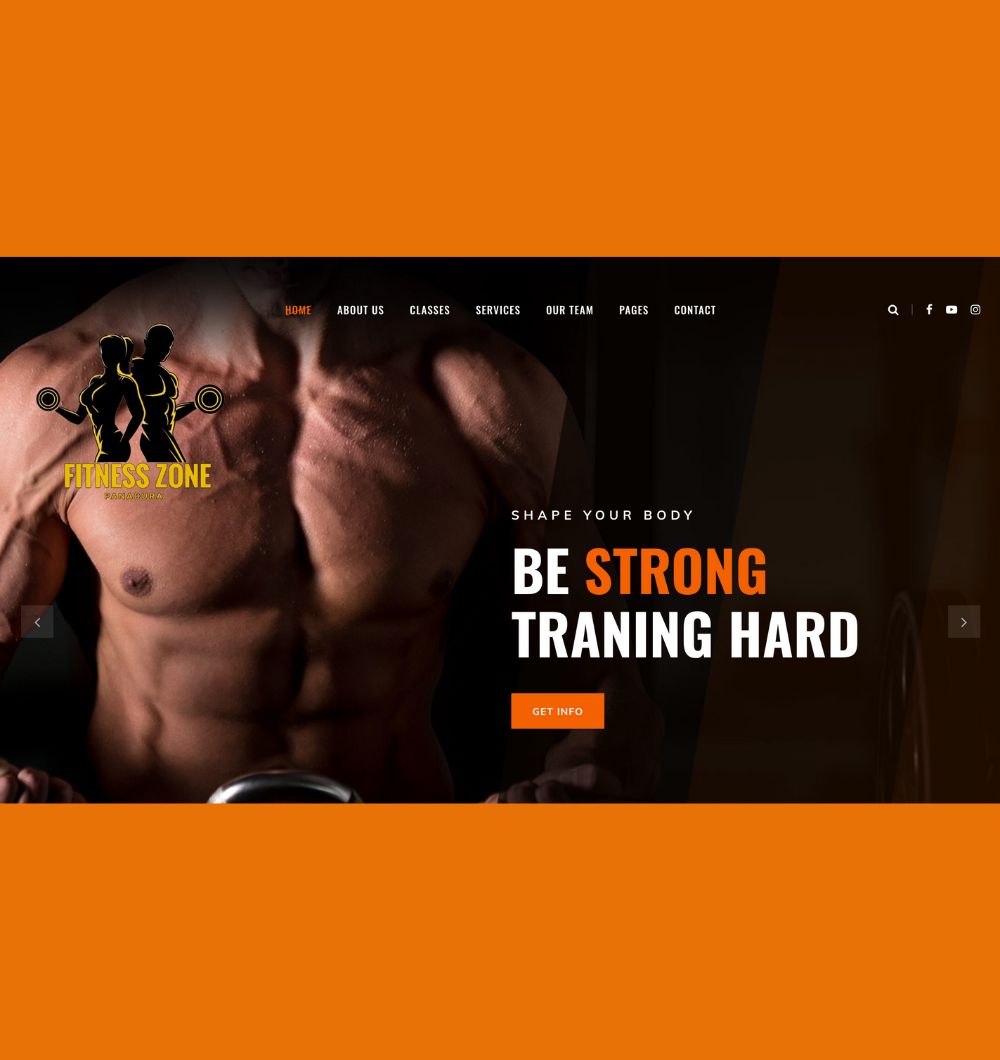 HOME ABOUT US CLASSES SERVICES OUR TEAM PAGES CONTACT
FITNESS ZONE
PANADURA
SHAPE YOUR BODY
BE STRONG
TRANING HARD
GET INFO